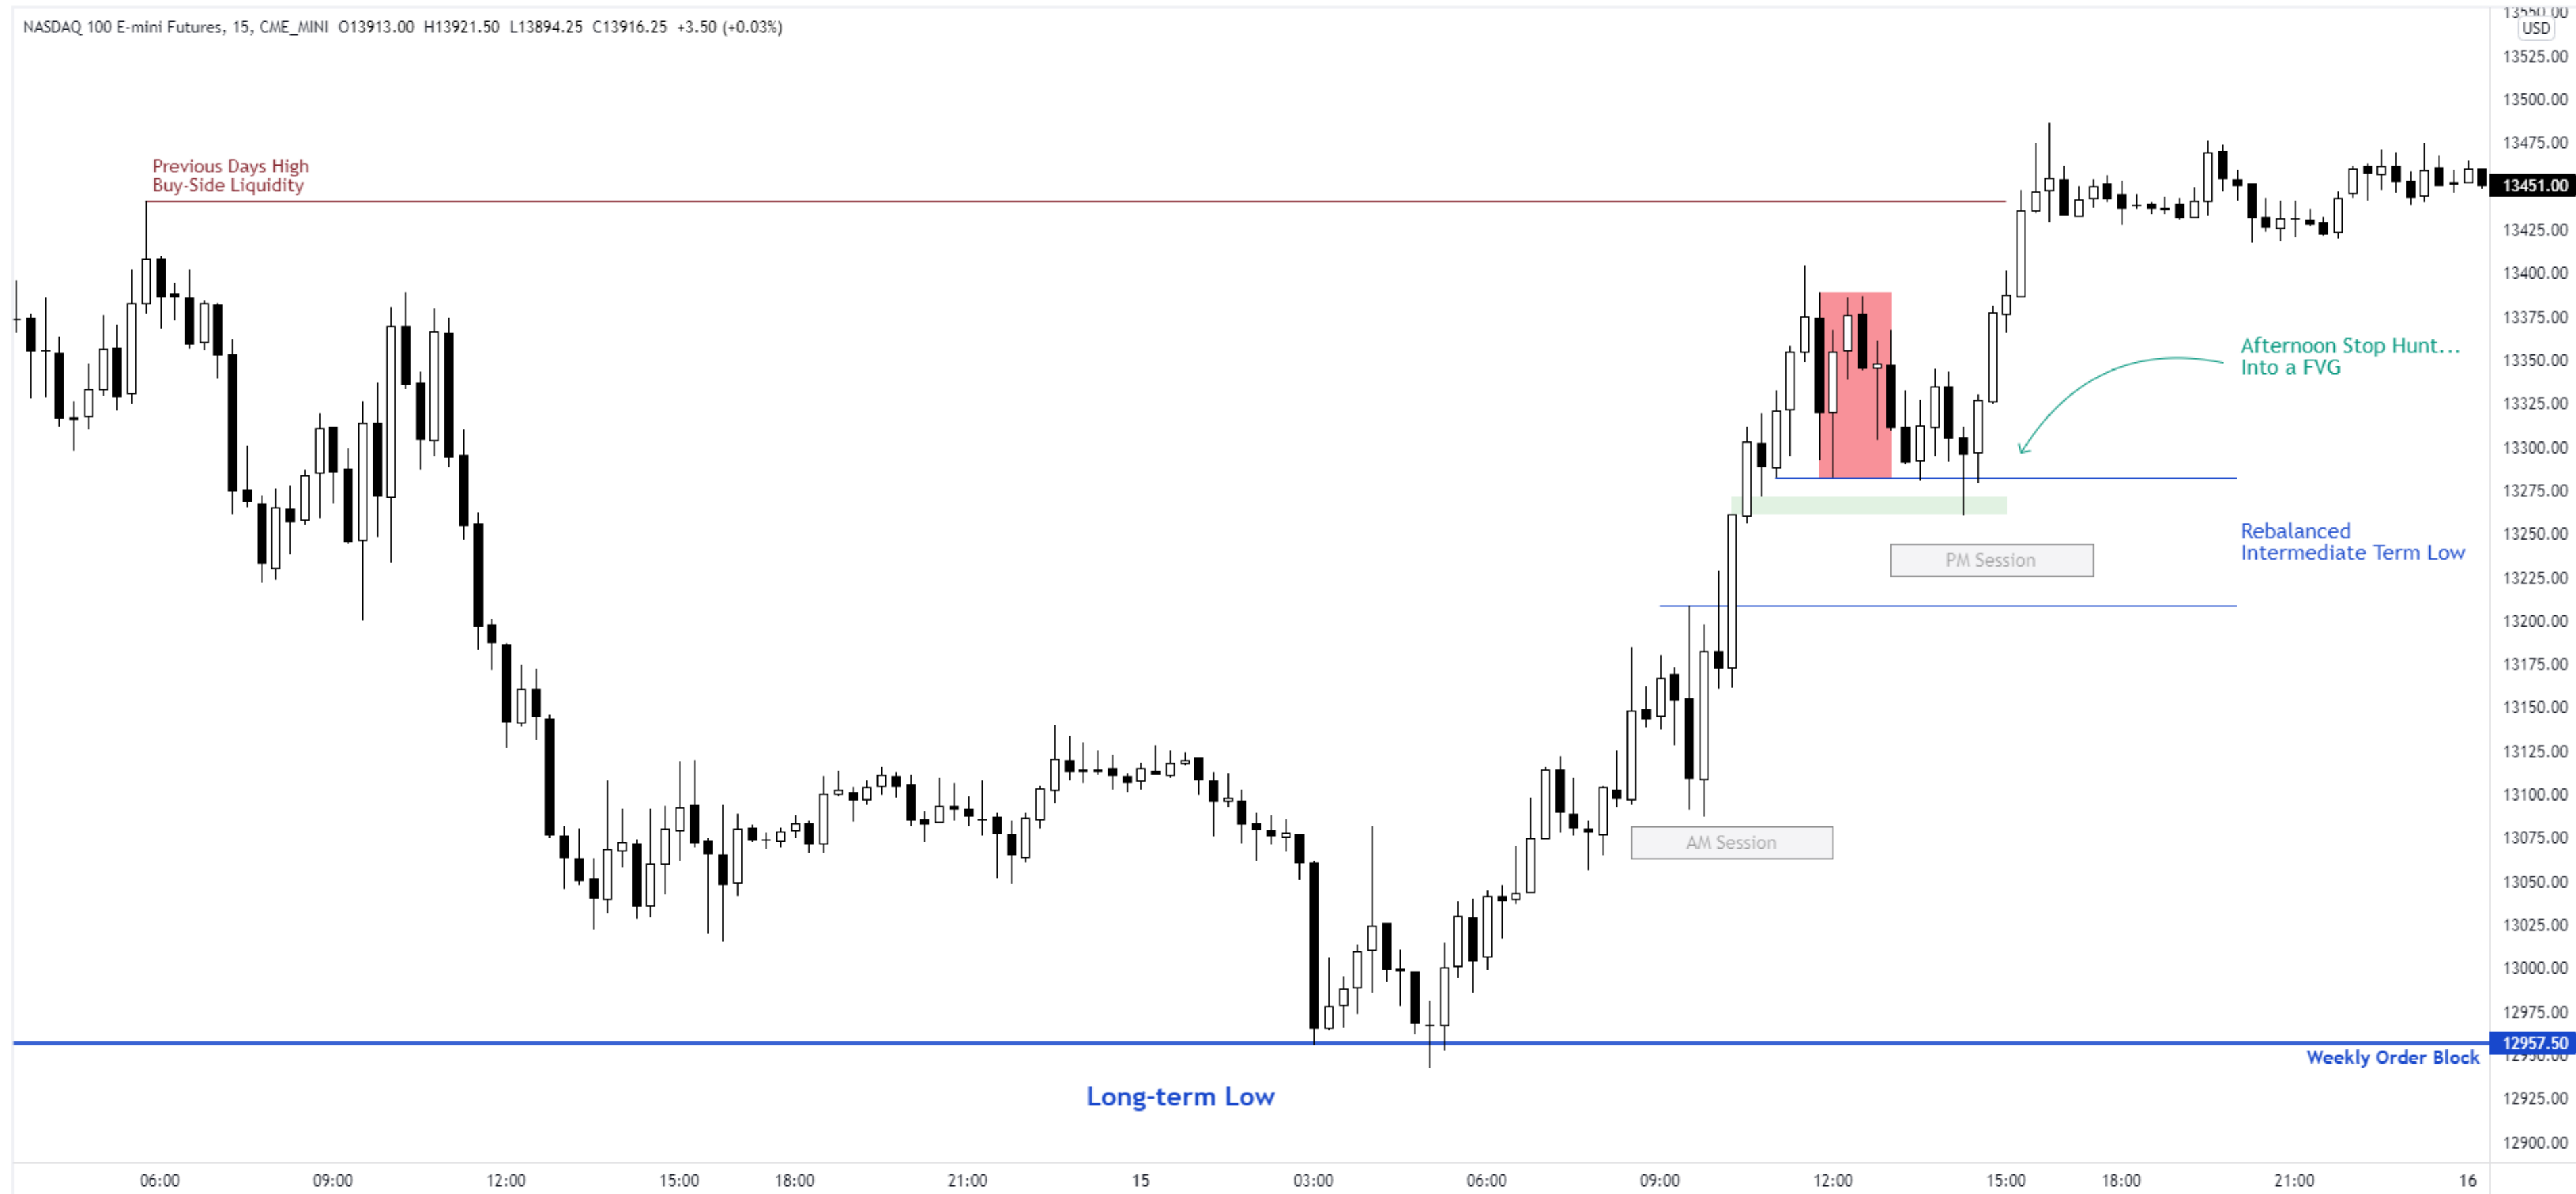 NASDAQ 100 E-mini Futures, 15, CME_MINI O13913.00 H13921.50 L13894.25 C13916.25 +3.50 (+0.03%)
13550.00
USD
13525.00
13500.00
13475.00
13451.00
13425.00
13400.00
13375.00
13350.00
13325.00
13300.00
13275.00
13250.00
13225.00
13200.00
13175.00
13150.00
13125.00
13100.00
13075.00
13050.00
13025.00
13000.00
12975.00
12957.50
12950.00
12925.00
12900.00
Previous Days High
Buy-Side Liquidity
Afternoon Stop Hunt...
Into a FVG
Rebalanced
Intermediate Term Low
PM Session
AM Session
Weekly Order Block
Long-term Low
06:00 09:00 12:00 15:00 18:00 21:00 15 03:00 06:00 09:00 12:00 15:00 18:00 21:00 16